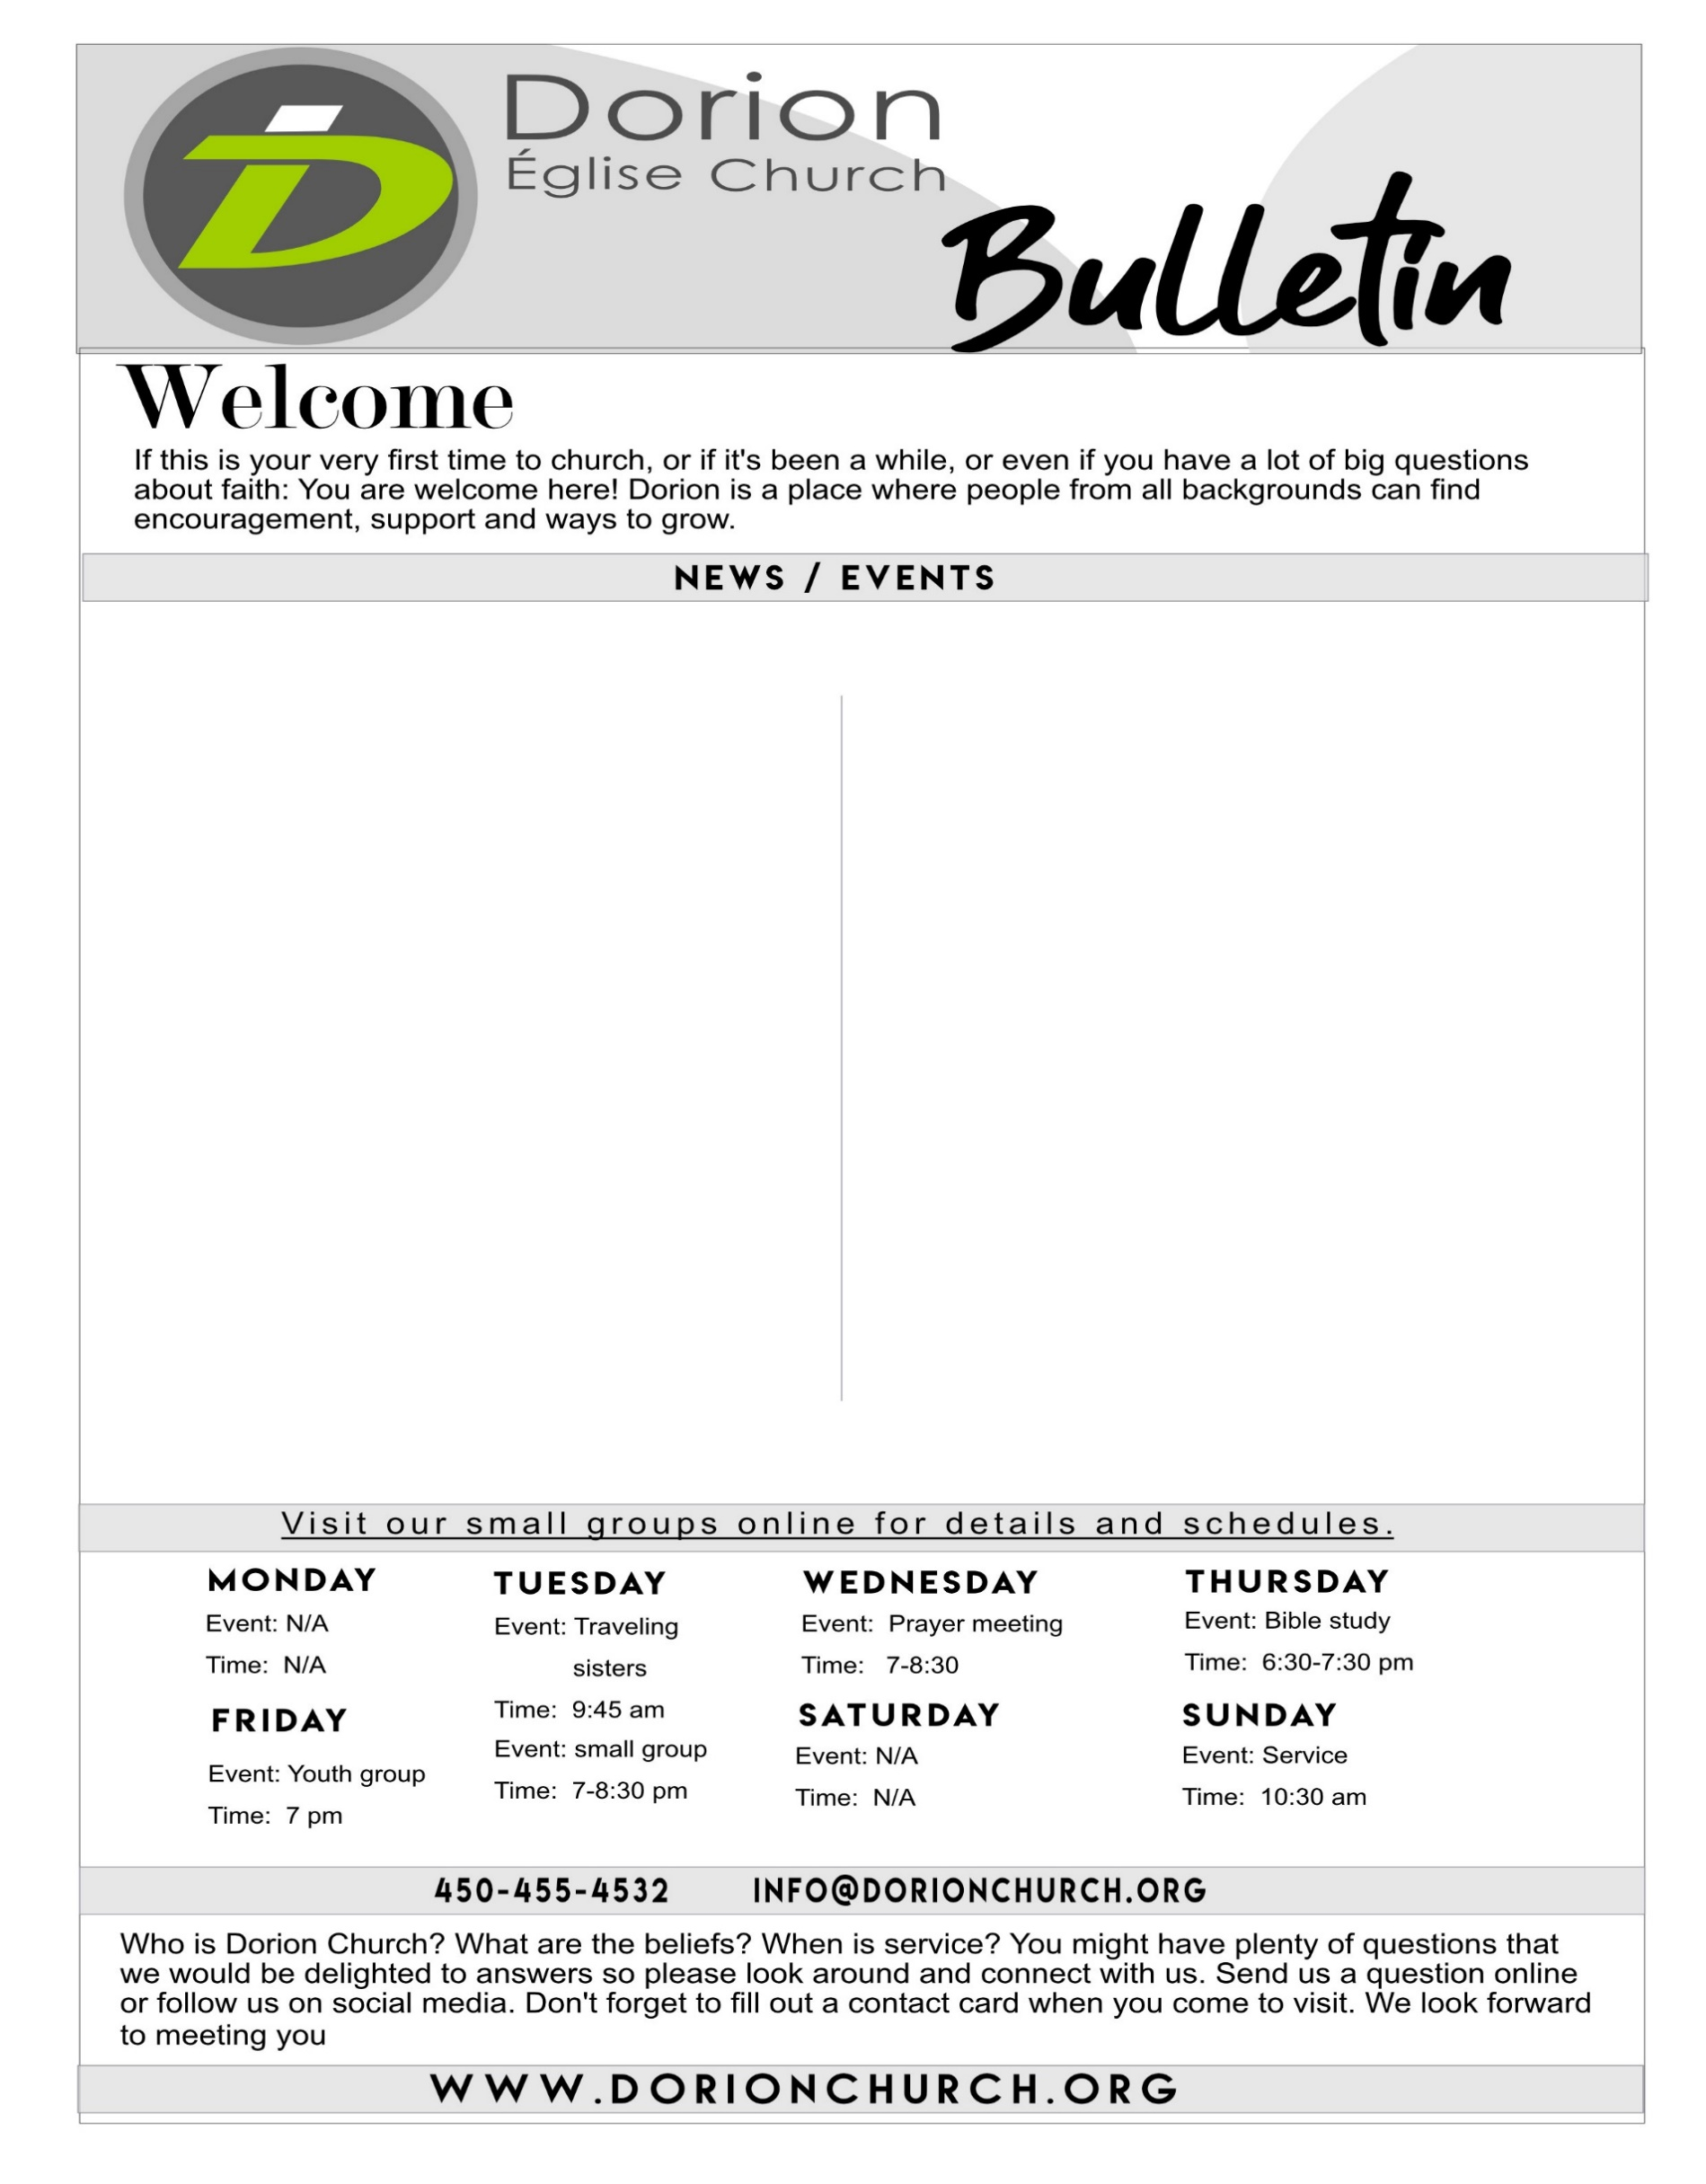 Dorion
Église Church
Bulletin
Welcome
If this is your very first time to church, or if it's been a while, or even if you have a lot of big questions
about faith: You are welcome here! Dorion is a place where people from all backgrounds can find
encouragement, support and ways to grow.
NEWS / EVENTS
Visit our small groups online for details and schedules.
MONDAY
Event: N/A
Time: N/A
TUESDAY
Event: Traveling
sisters
Time: 9:45 am
Event: small group
Time: 7-8:30 pm
WEDNESDAY
Event: Prayer meeting
Time: 7-8:30
THURSDAY
Event: Bible study
Time: 6:30-7:30 pm
FRIDAY
Event: Youth group
Time: 7 pm
SATURDAY
Event: N/A
Time: N/A
SUNDAY
Event: Service
Time: 10:30 am
450-455-4532 INFO@DORIONCHURCH.ORG
Who is Dorion Church? What are the beliefs? When is service? You might have plenty of questions that
we would be delighted to answers so please look around and connect with us. Send us a question online
or follow us on social media. Don't forget to fill out a contact card when you come to visit. We look forward
to meeting you
WWW.DORIONCHURCH.ORG